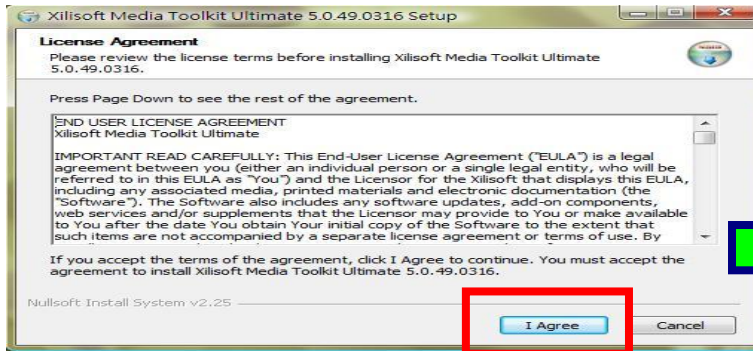 Xilisoft Media Toolkit Ultimate 5.0.49.0316 Setup
License Agreement
Please review the license terms before installing Xilisoft Media Toolkit Ultimate
5.0.49.0316.
Press Page Down to see the rest of the agreement.
END USER LICENSE AGREEMENT
Xilisoft Media Toolkit Ultimate
IMPORTANT READ CAREFULLY: This End-User License Agreement ("EULA") is a legal
agreement between you (either an individual person or a single legal entity, who will be
referred to in this EULA as "You") and the Licensor for the Xilisoft that displays this EULA,
including any associated media, printed materials and electronic documentation (the
"Software"). The Software also includes any software updates, add-on components,
web services and/or supplements that the Licensor may provide to You or make available
to You after the date You obtain Your initial copy of the Software to the extent that
such items are not accompanied by a separate license agreement or terms of use. By
If you accept the terms of the agreement, click I Agree to continue. You must accept the
agreement to install Xilisoft Media Toolkit Ultimate 5.0.49.0316.
Nullsoft Install System v2.25
I Agree
Cancel